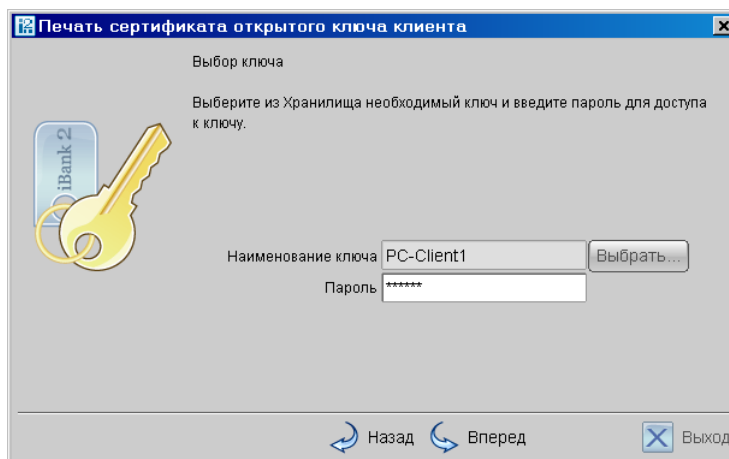 Печать сертификата открытого ключа клиента
Выбор ключа
Выберите из Хранилища необходимый ключ и введите пароль для доступа
к ключу.
iBank 2
Наименование ключа PC-Client1 Выбрать...
Пароль ******
Назад Вперед Выход